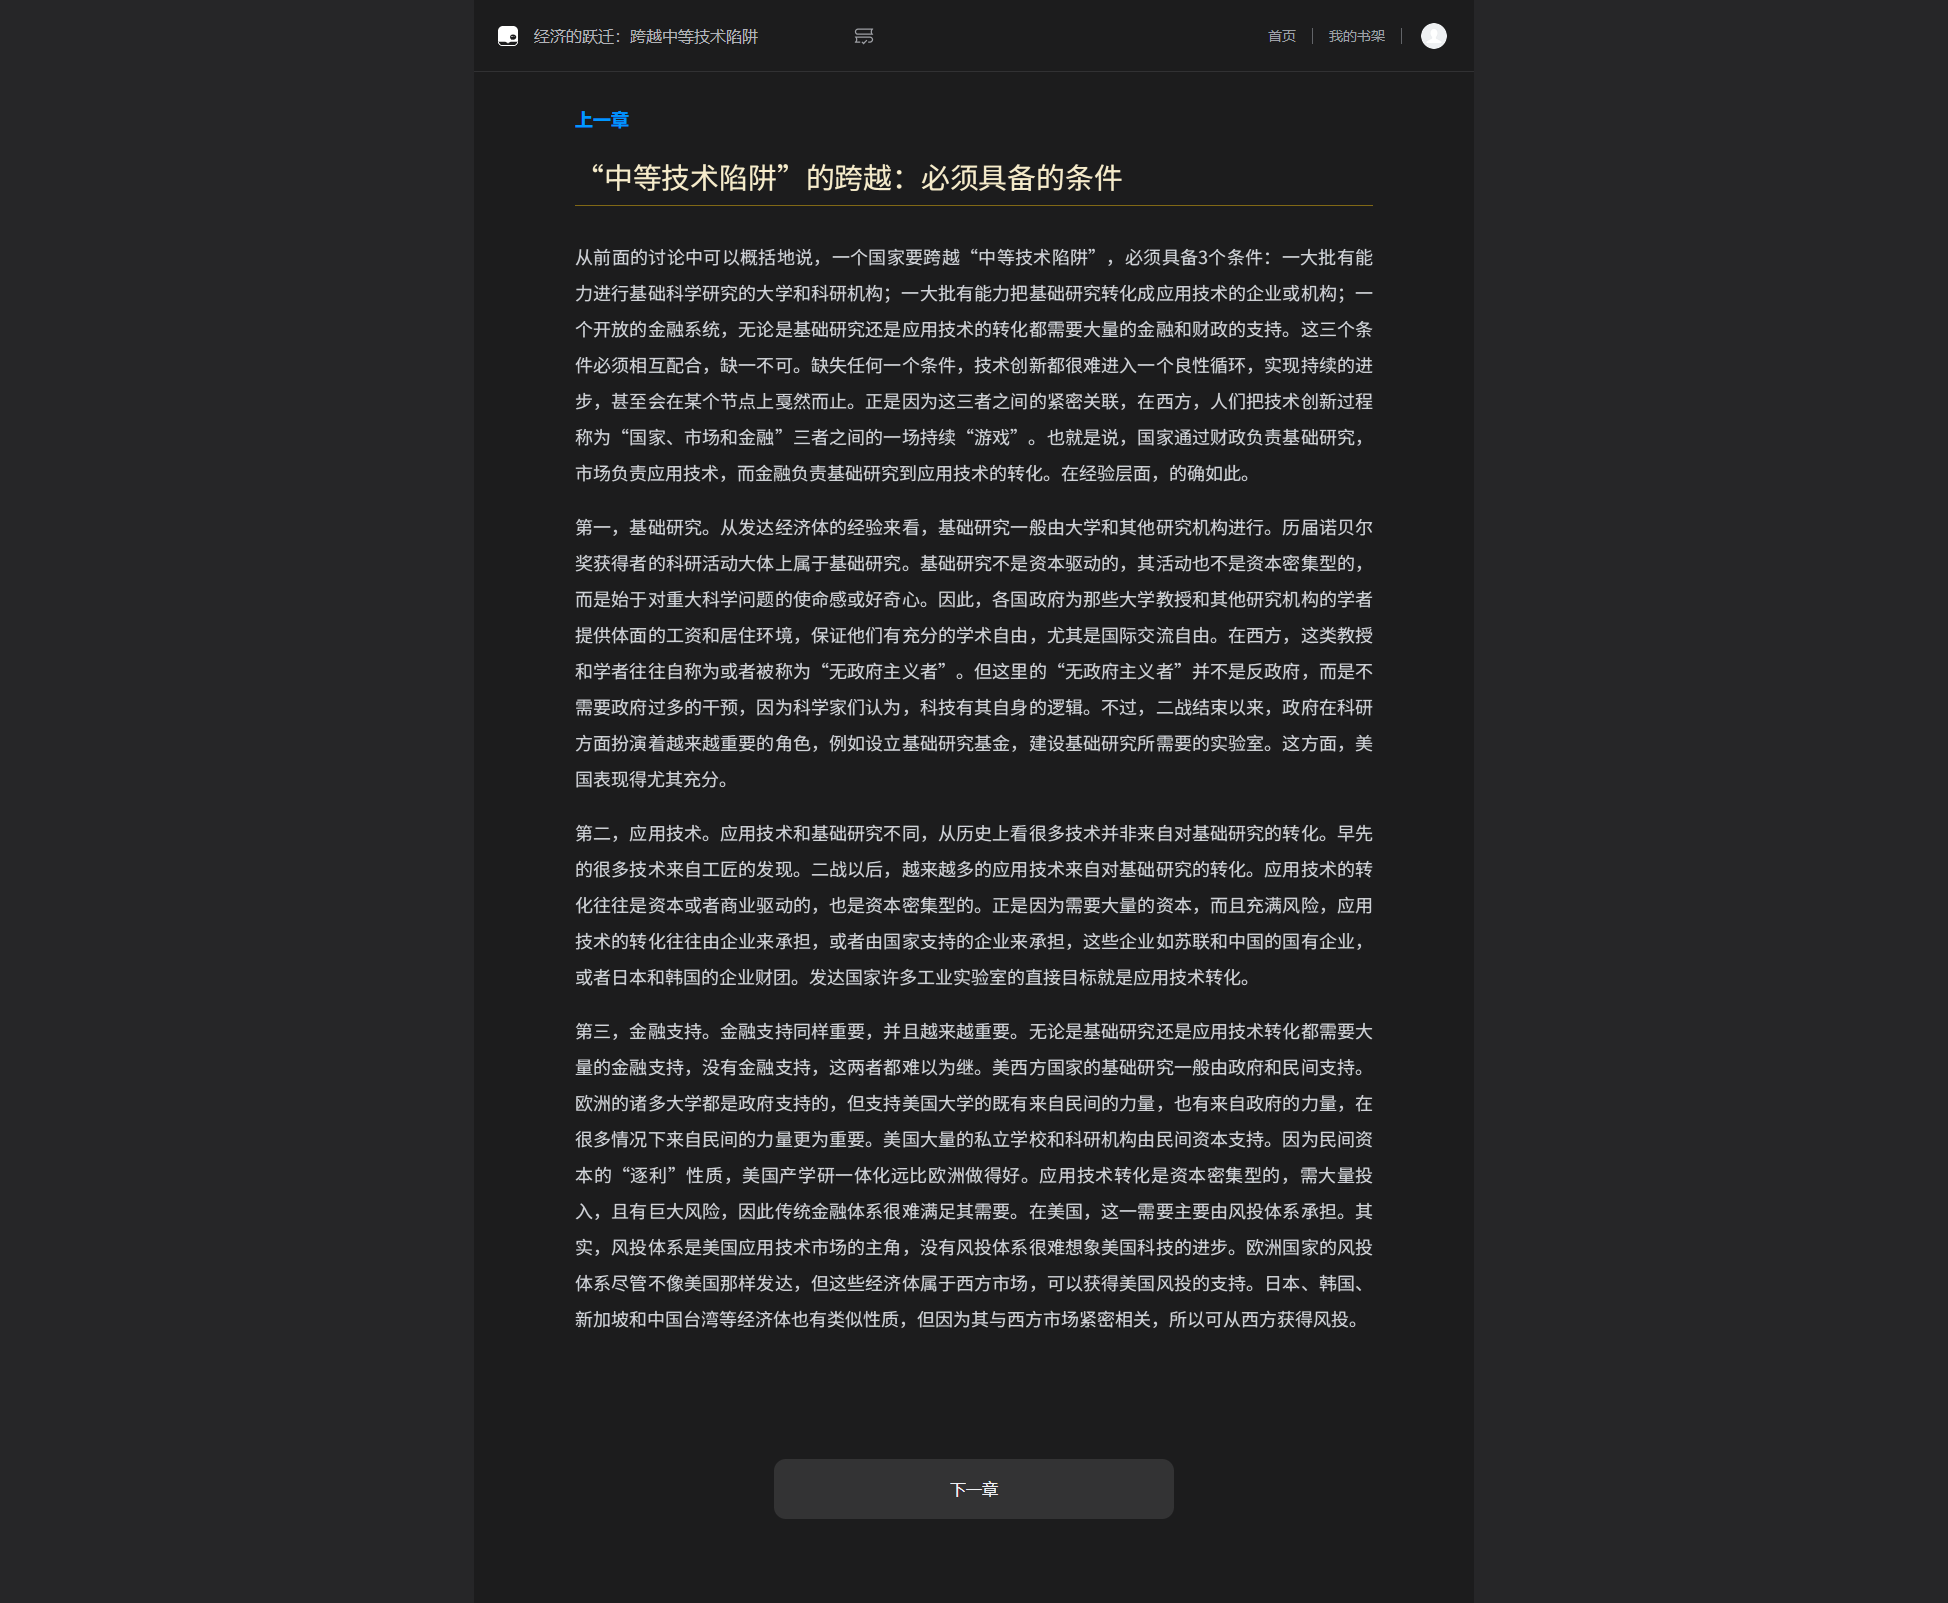 经济的跃迁：跨越中等技术陷阱
首页
我的书架
上一章
“中等技术陷阱”的跨越：必须具备的条件
从前面的讨论中可以概括地说，一个国家要跨越“中等技术陷阱”，必须具备3个条件：一大批有能
力进行基础科学研究的大学和科研机构；一大批有能力把基础研究转化成应用技术的企业或机构；一
个开放的金融系统，无论是基础研究还是应用技术的转化都需要大量的金融和财政的支持。这三个条
件必须相互配合，缺一不可。缺失任何一个条件，技术创新都很难进入一个良性循环，实现持续的进
步，甚至会在某个节点上戛然而止。正是因为这三者之间的紧密关联，在西方，人们把技术创新过程
称为“国家、市场和金融”三者之间的一场持续“游戏”。也就是说，国家通过财政负责基础研究，
市场负责应用技术，而金融负责基础研究到应用技术的转化。在经验层面，的确如此。
第一，基础研究。从发达经济体的经验来看，基础研究一般由大学和其他研究机构进行。历届诺贝尔
奖获得者的科研活动大体上属于基础研究。基础研究不是资本驱动的，其活动也不是资本密集型的，
而是始于对重大科学问题的使命感或好奇心。因此，各国政府为那些大学教授和其他研究机构的学者
提供体面的工资和居住环境，保证他们有充分的学术自由，尤其是国际交流自由。在西方，这类教授
和学者往往自称为或者被称为“无政府主义者”。但这里的“无政府主义者”并不是反政府，而是不
需要政府过多的干预，因为科学家们认为，科技有其自身的逻辑。不过，二战结束以来，政府在科研
方面扮演着越来越重要的角色，例如设立基础研究基金，建设基础研究所需要的实验室。这方面，美
国表现得尤其充分。
第二，应用技术。应用技术和基础研究不同，从历史上看很多技术并非来自对基础研究的转化。早先
的很多技术来自工匠的发现。二战以后，越来越多的应用技术来自对基础研究的转化。应用技术的转
化往往是资本或者商业驱动的，也是资本密集型的。正是因为需要大量的资本，而且充满风险，应用
技术的转化往往由企业来承担，或者由国家支持的企业来承担，这些企业如苏联和中国的国有企业，
或者日本和韩国的企业财团。发达国家许多工业实验室的直接目标就是应用技术转化。
第三，金融支持。金融支持同样重要，并且越来越重要。无论是基础研究还是应用技术转化都需要大
量的金融支持，没有金融支持，这两者都难以为继。美西方国家的基础研究一般由政府和民间支持。
欧洲的诸多大学都是政府支持的，但支持美国大学的既有来自民间的力量，也有来自政府的力量，在
很多情况下来自民间的力量更为重要。美国大量的私立学校和科研机构由民间资本支持。因为民间资
本的“逐利”性质，美国产学研一体化远比欧洲做得好。应用技术转化是资本密集型的，需大量投
入，且有巨大风险，因此传统金融体系很难满足其需要。在美国，这一需要主要由风投体系承担。其
实，风投体系是美国应用技术市场的主角，没有风投体系很难想象美国科技的进步。欧洲国家的风投
体系尽管不像美国那样发达，但这些经济体属于西方市场，可以获得美国风投的支持。日本、韩国、
新加坡和中国台湾等经济体也有类似性质，但因为其与西方市场紧密相关，所以可从西方获得风投。
下一章